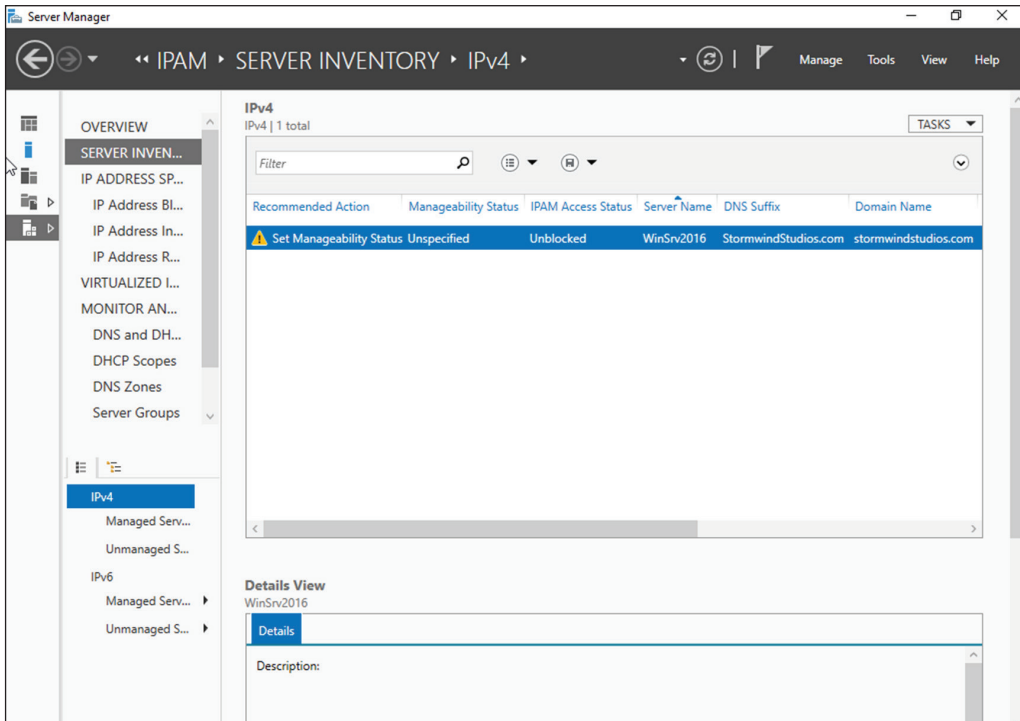 Server Manager
IPAM SERVER INVENTORY IPv4
Manage Tools View Help
OVERVIEW
SERVER INVEN...
IP ADDRESS SP...
IP Address Bl...
IP Address In...
IP Address R...
VIRTUALIZED I...
MONITOR AN...
DNS and DH...
DHCP Scopes
DNS Zones
Server Groups
IPv4
Managed Serv...
Unmanaged S...
IPv6
Managed Serv...
Unmanaged S...
IPv4
IPv4 | 1 total
TASKS
Filter
Recommended Action Manageability Status IPAM Access Status Server Name DNS Suffix Domain Name
Set Manageability Status Unspecified Unblocked WinSrv2016 StormwindStudios.com stormwindstudios.com
Details View
WinSrv2016
Details
Description: